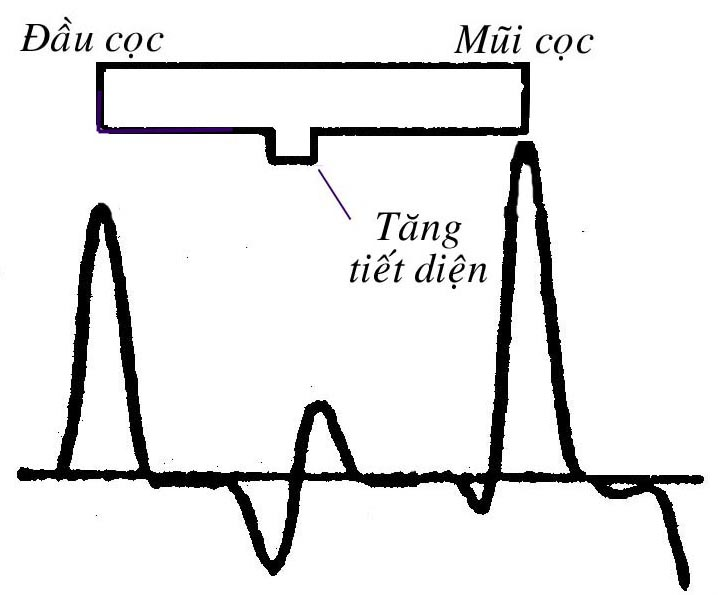 Đầu cọc
Mũi cọc
Tăng
tiết diện